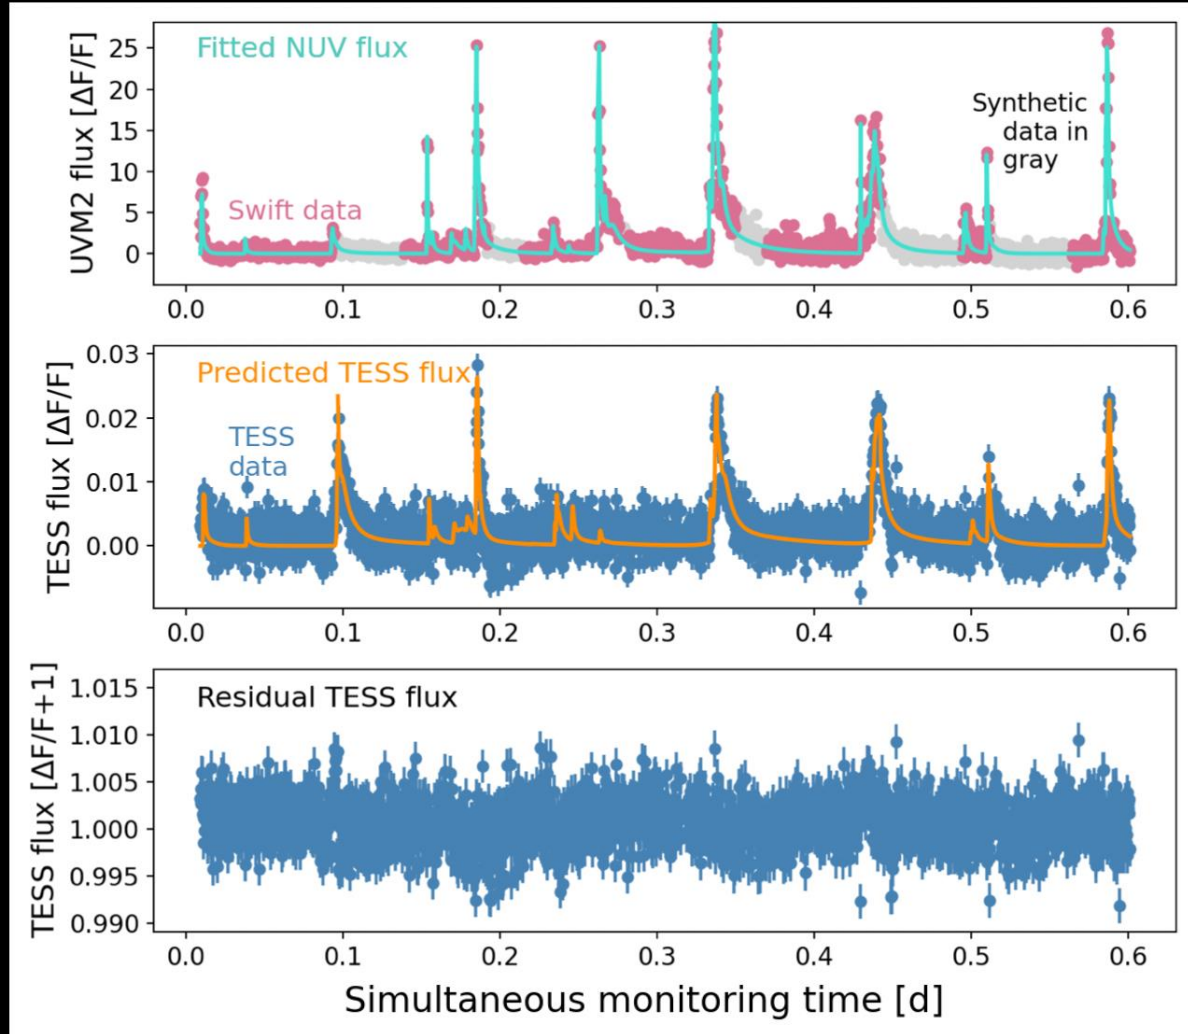 UVM2 flux [ΔF/F]
25
20
15
10
5
0
Fitted NUV flux
Swift data
Synthetic
data in
gray
0.0 0.1 0.2 0.3 0.4 0.5 0.6
TESS flux [ΔF/F]
0.03
0.02
0.01
0.00
Predicted TESS flux
TESS
data
0.0 0.1 0.2 0.3 0.4 0.5 0.6
TESS flux [ΔF/F+1]
1.015
1.010
1.005
1.000
0.995
0.990
Residual TESS flux
0.0 0.1 0.2 0.3 0.4 0.5 0.6
Simultaneous monitoring time [d]